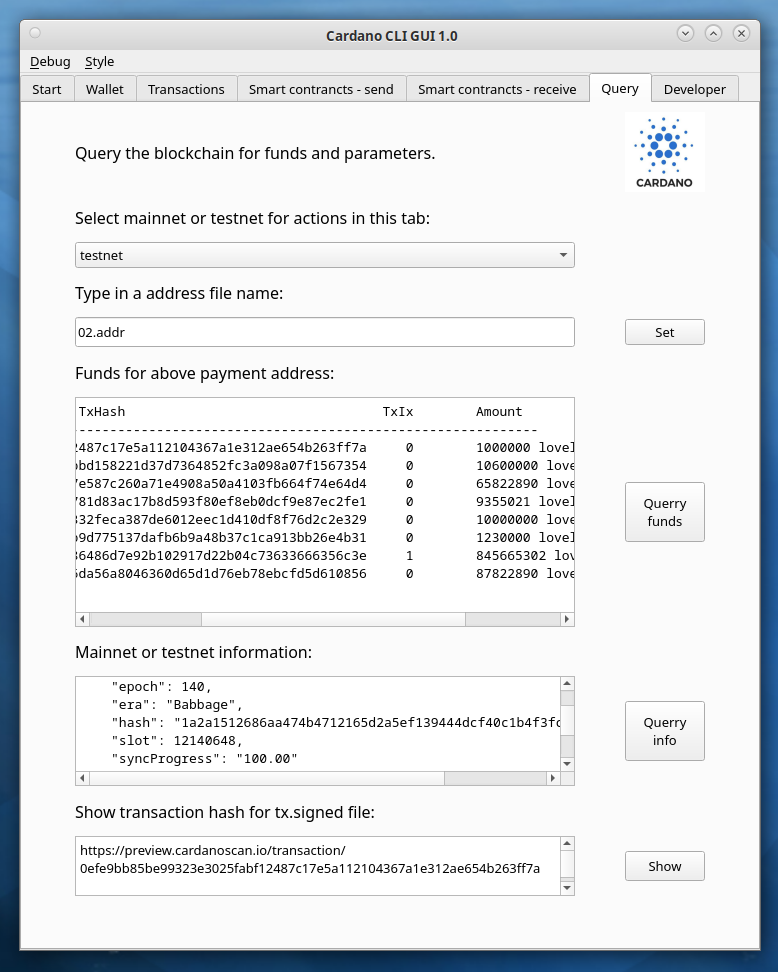 Cardano CLI GUI 1.0
Debug Style
Start Wallet Transactions Smart contrancts - send Smart contrancts - receive Query Developer
Query the blockchain for funds and parameters.
CARDANO
Select mainnet or testnet for actions in this tab:
testnet
Type in a address file name:
02.addr
Set
Funds for above payment address:
TxHash TxIx Amount
-----------------------------------------------------------
2487c17e5a112104367a1e312ae654b263ff7a 0 1000000 lovel
bd158221d37d7364852fc3a098a07f1567354 0 10600000 love
7e587c260a71e4908a50a4103fb664f74e64d4 0 65822890 love
781d83ac17b8d593f80ef8eb0dcf9e87ec2fe1 0 9355021 lovel
332feca387de6012eec1d410df8f76d2c2e329 0 10000000 love
9d775137dafb6b9a48b37c1ca913bb26e4b31 0 1230000 lovel
36486d7e92b102917d22b04c73633666356c3e 1 845665302 lov
da56a8046360d65d1d76eb78ebcfd5d610856 0 87822890 love
Querry
funds
Mainnet or testnet information:
"epoch": 140,
"era": "Babbage",
"hash": "1a2a1512686aa474b4712165d2a5ef139444dcf40c1b4f3fc
"slot": 12140648,
"syncProgress": "100.00"
Querry
info
Show transaction hash for tx.signed file:
https://preview.cardanoscan.io/transaction/
0efe9bb85be99323e3025fabf12487c17e5a112104367a1e312ae654b263ff7a
Show